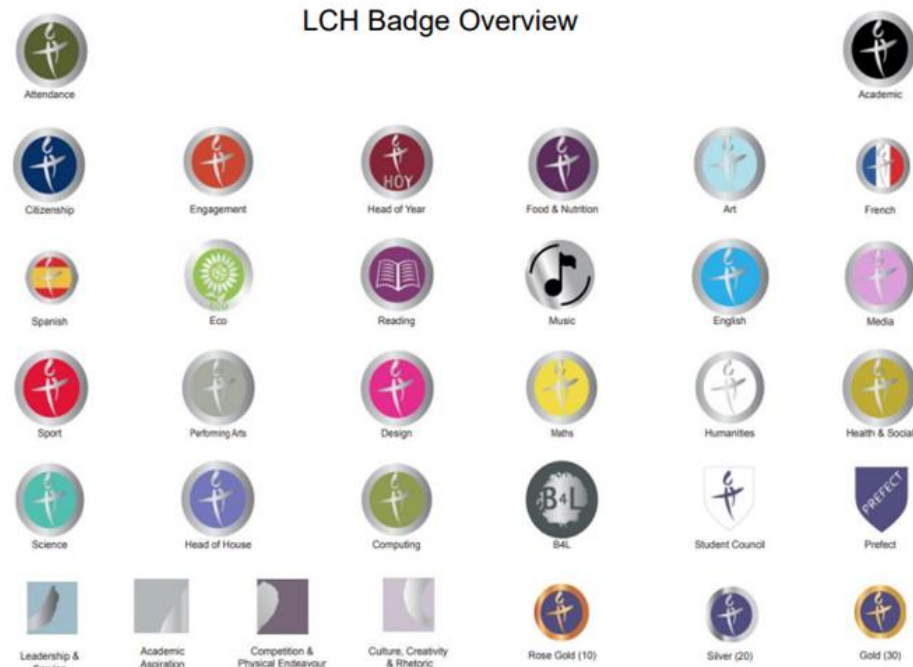 LCH Badge Overview
Attendance
Academic
Citizenship
Engagement
HOY
Head of Year
Food & Nutrition
Art
French
Spanish
Eco
Reading
Music
English
Media
Sport
Performing Arts
Design
Maths
Humanities
Health & Social
Science
Head of House
Computing
B4L
B4L
Student Council
PREFECT
Prefect
Leadership &
Academic
Aspiration
Competition &
Physical Endeavour
Culture, Creativity
& Rhetoric
Rose Gold (10)
Silver (20)
Gold (30)